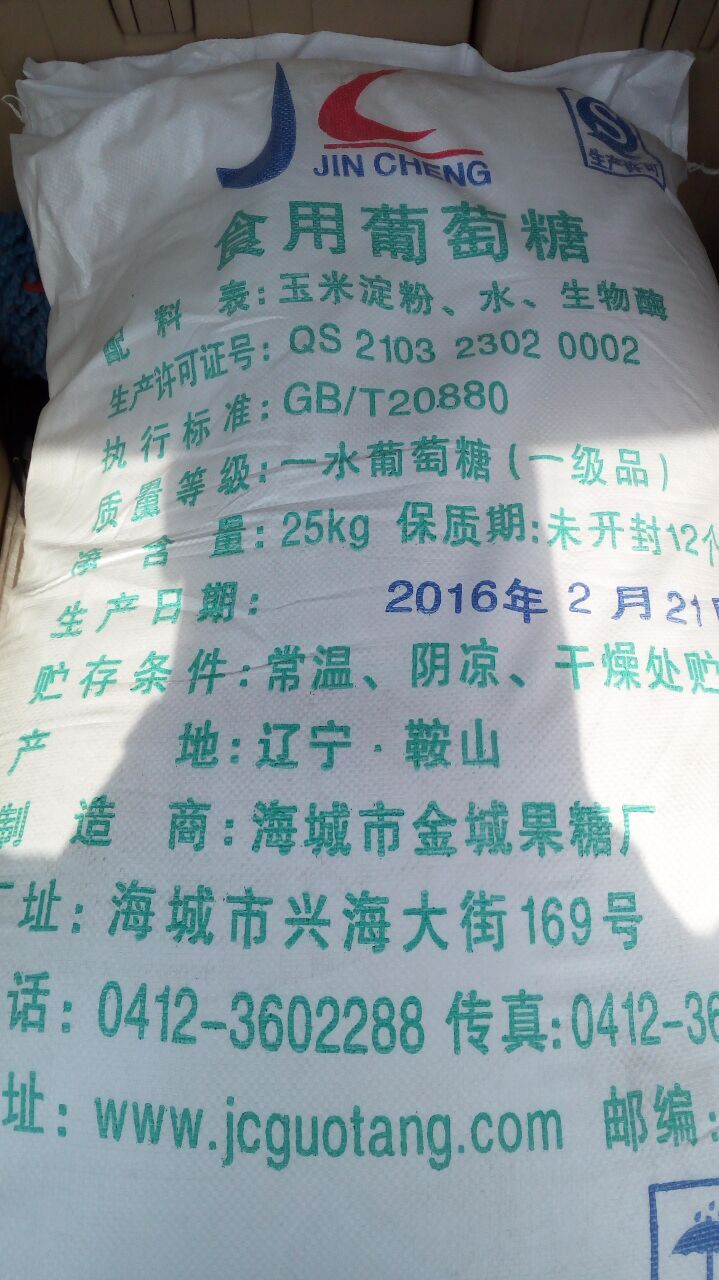 JIN CHENG
生产许可
食用葡萄糖
配料表:玉米淀粉、水、生物酶
生产许可证号:QS 2103 2302 0002
执行标准:GB/T20880
质量等级:一水葡萄糖(一级品)
净含量:25kg 保质期:未开封12个
生产日期: 2016年2月21日
贮存条件:常温、阴凉、干燥处贮
产地:辽宁·鞍山
制造商:海城市金城果糖厂
厂址:海城市兴海大街169号
话:0412-3602288 传真:0412-36
址:www.jcguotang.com 邮编: